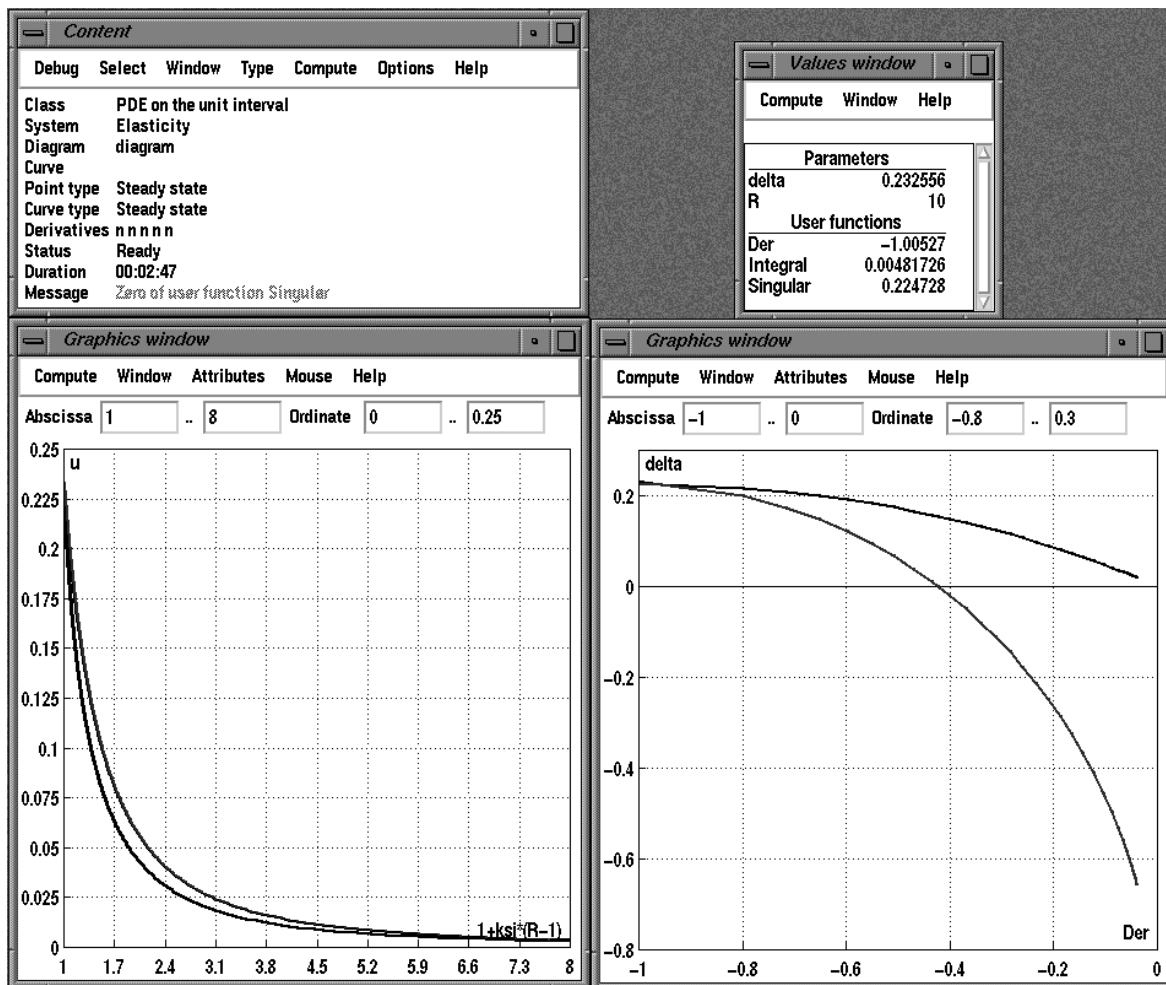 Content
Debug Select Window Type Compute Options Help
Class PDE on the unit interval
System Elasticity
Diagram diagram
Curve
Point type Steady state
Curve type Steady state
Derivatives n n n n n
Status Ready
Duration 00:02:47
Message Zero of user function Singular
Values window
Compute Window Help
Parameters
delta 0.232556
R 10
User functions
Der -1.00527
Integral 0.00481726
Singular 0.224728
Graphics window
Compute Window Attributes Mouse Help
Abscissa 1 .. 8 Ordinate 0 .. 0.25
0.25
u
0.225
0.2
0.175
0.15
0.125
0.1
0.075
0.05
0.025
0
1+ksi*(R-1)
1 1.7 2.4 3.1 3.8 4.5 5.2 5.9 6.6 7.3 8
Graphics window
Compute Window Attributes Mouse Help
Abscissa -1 .. 0 Ordinate -0.8 .. 0.3
delta
0.2
0
-0.2
-0.4
-0.6
-0.8
Der
-1 -0.8 -0.6 -0.4 -0.2 0